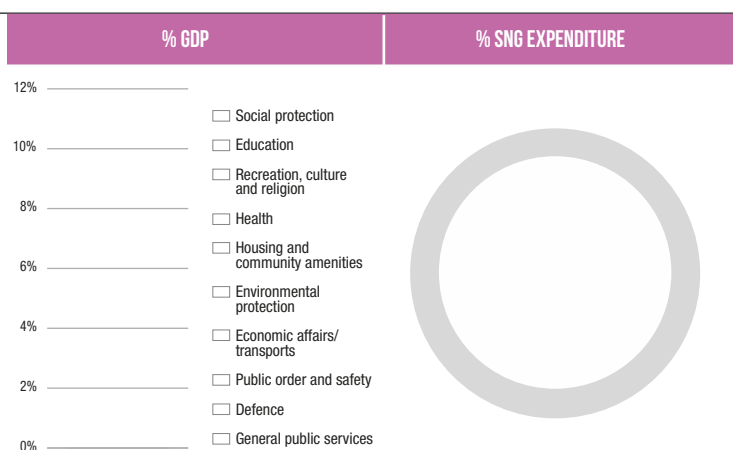 % GDP
% SNG EXPENDITURE
12%
10%
8%
6%
4%
2%
0%
Social protection
Education
Recreation, culture
and religion
Health
Housing and
community amenities
Environmental
protection
Economic affairs/
transports
Public order and safety
Defence
General public services